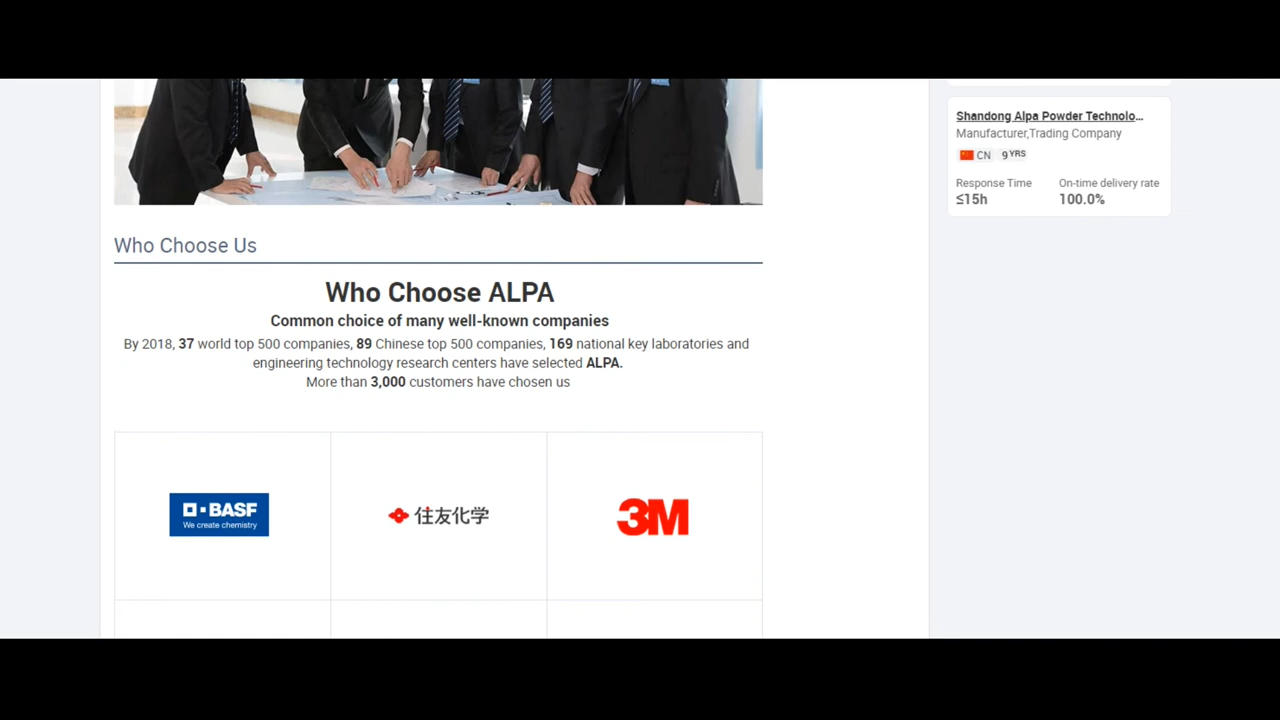 Shandong Alpa Powder Technolo...
Manufacturer,Trading Company
CN 9 YRS
Response Time On-time delivery rate
≤15h 100.0%
Who Choose Us
Who Choose ALPA
Common choice of many well-known companies
By 2018, 37 world top 500 companies, 89 Chinese top 500 companies, 169 national key laboratories and
engineering technology research centers have selected ALPA.
More than 3,000 customers have chosen us
BASF
We create chemistry
住友化学
3M